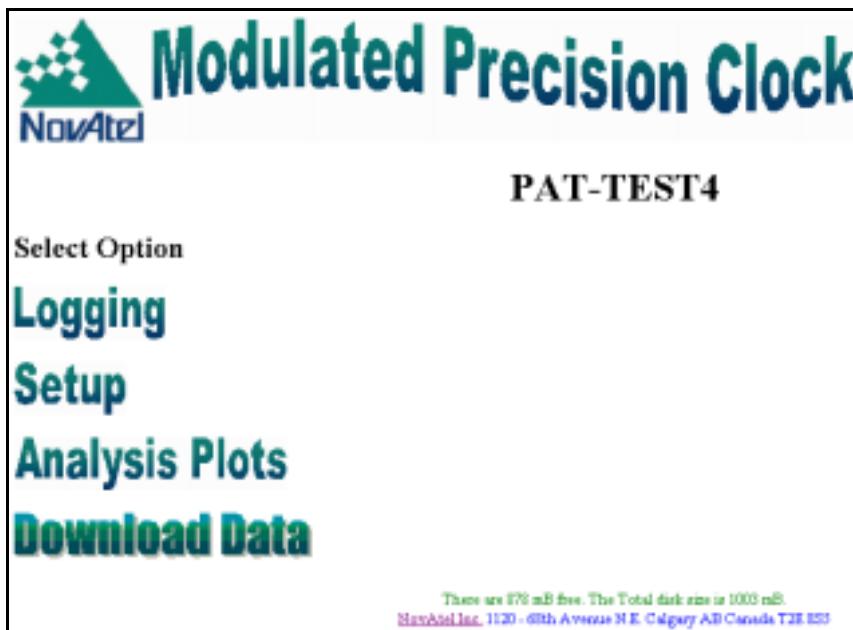 NovAtel
Modulated Precision Clock
PAT-TEST4
Select Option
Logging
Setup
Analysis Plots
Download Data
There are 878 mB free. The Total disk size is 1003 mB.
NovAtel Inc. 1120 - 68th Avenue N.E. Calgary AB Canada T2E 8S5